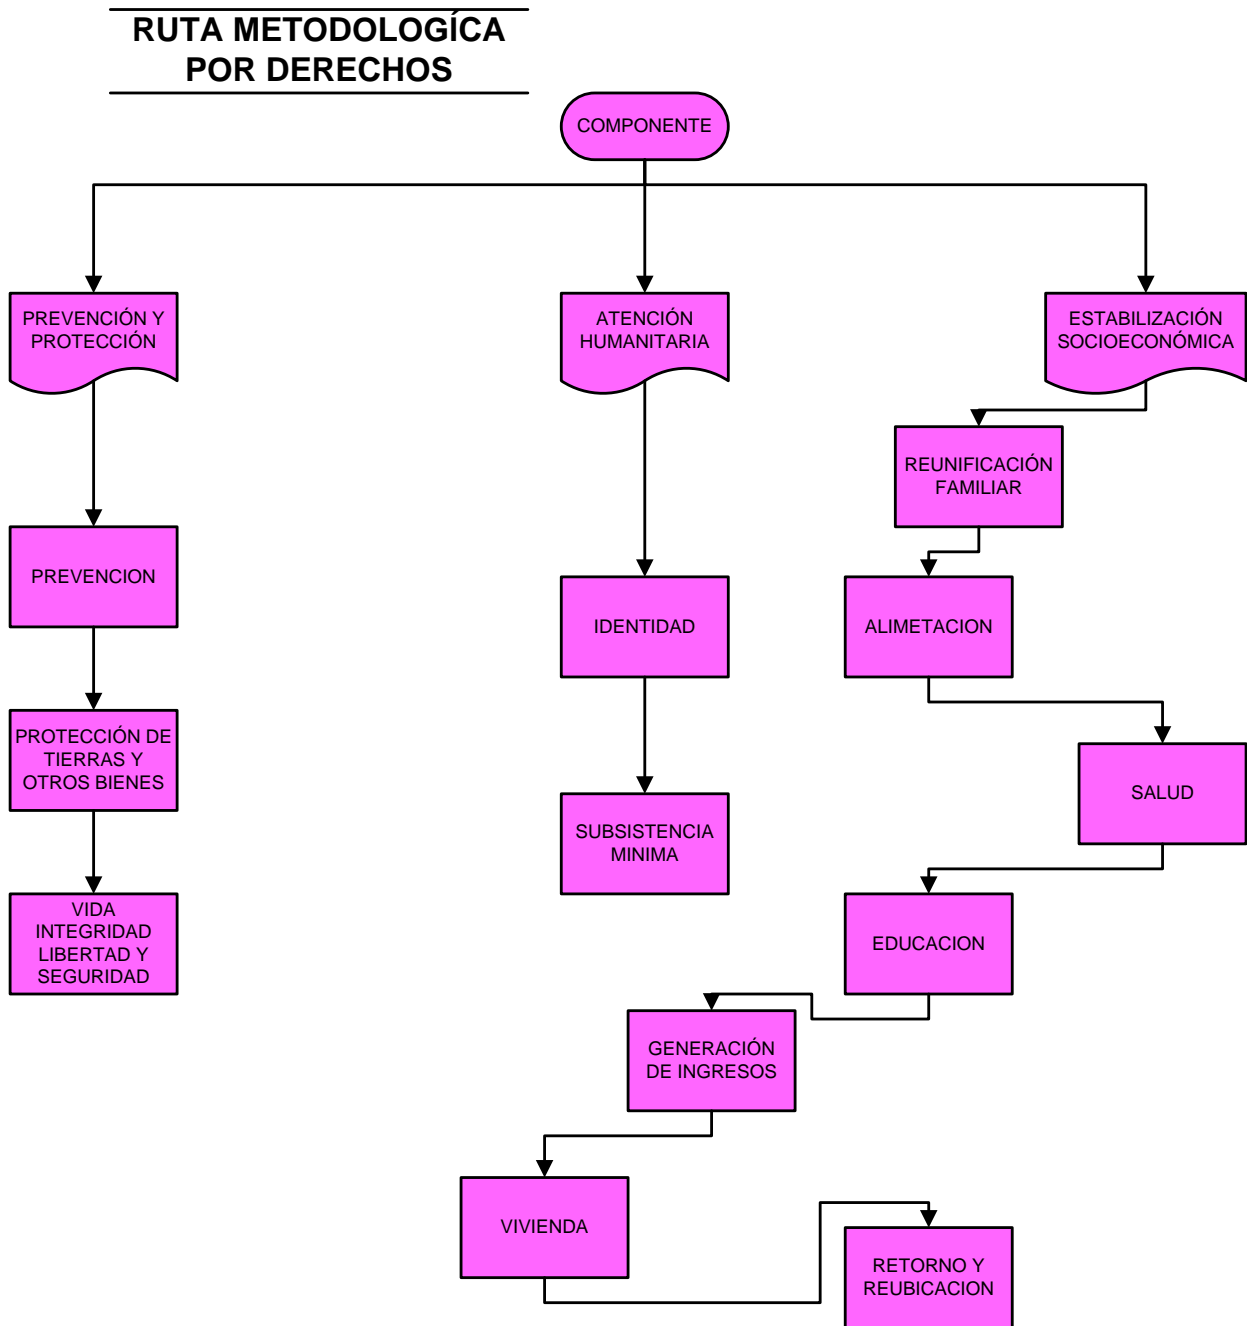 RUTA METODOLOGÍCA
POR DERECHOS
COMPONENTE
PREVENCIÓN Y
PROTECCIÓN
ATENCIÓN
HUMANITARIA
ESTABILIZACIÓN
SOCIOECONÓMICA
REUNIFICACIÓN
FAMILIAR
PREVENCION
IDENTIDAD
ALIMETACION
PROTECCIÓN DE
TIERRAS Y
OTROS BIENES
SALUD
SUBSISTENCIA
MINIMA
VIDA
INTEGRIDAD
LIBERTAD Y
SEGURIDAD
EDUCACION
GENERACIÓN
DE INGRESOS
VIVIENDA
RETORNO Y
REUBICACION